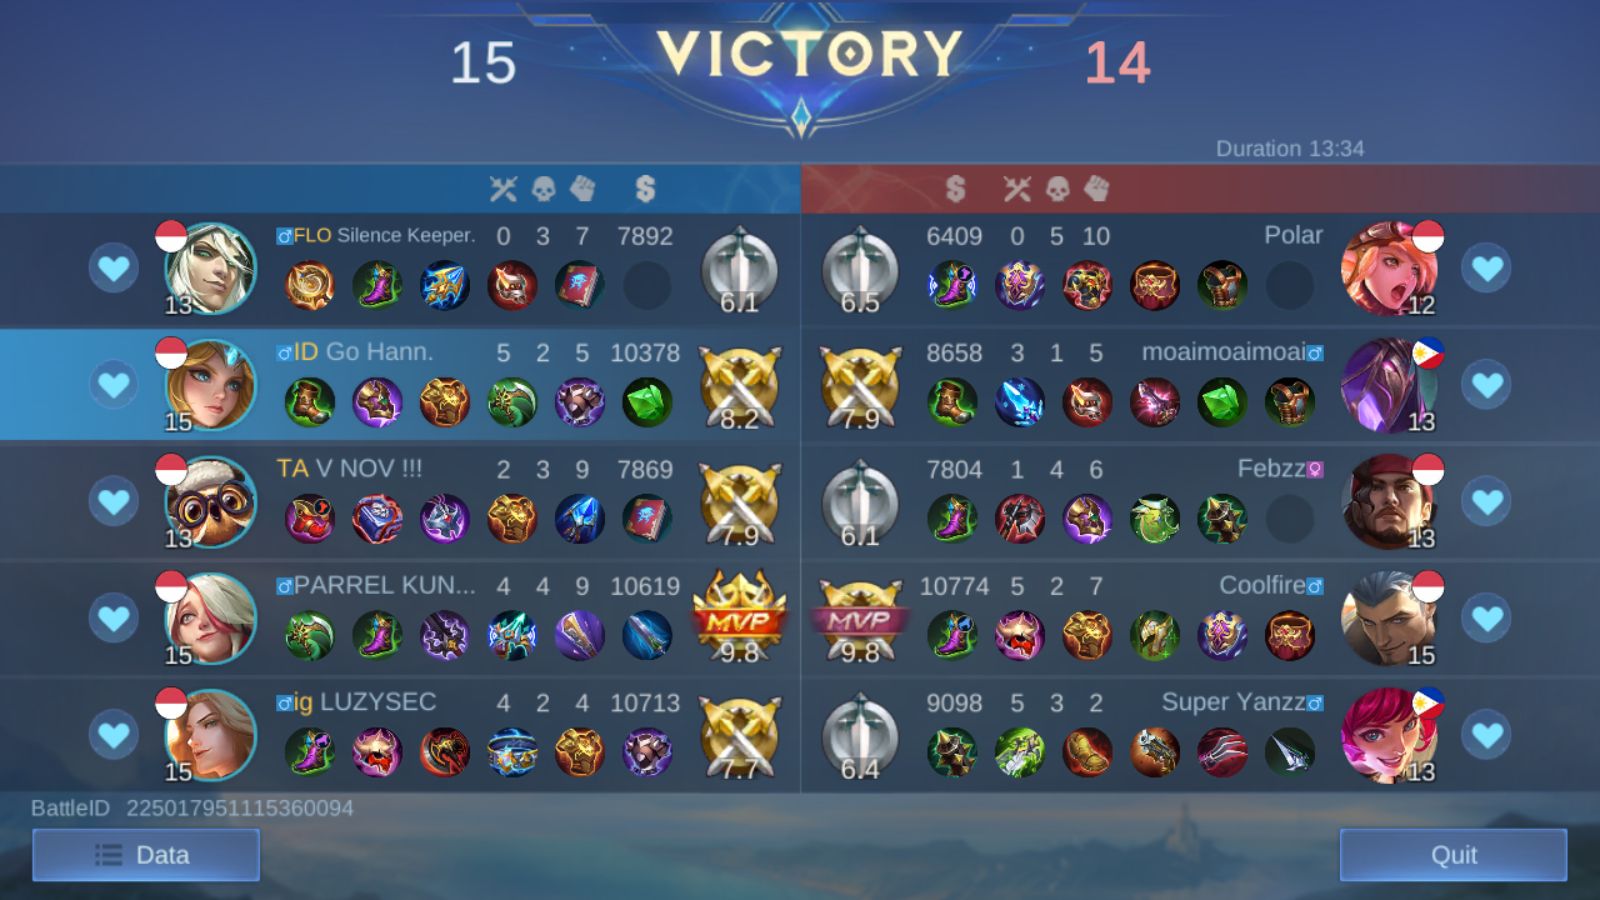 15 VICTORY 14
Duration 13:34
FLO Silence Keeper. 0 3 7 7892
13 6.1
6409 0 5 10 Polar
6.5 12
ID Go Hann. 5 2 5 10378
15 8.2
8658 3 1 5 moaimoaimoai
7.9 13
TA V NOV !!! 2 3 9 7869
13 7.9
7804 1 4 6 Febzz
6.1 13
PARREL KUN... 4 4 9 10619
MVP
15 9.8
10774 5 2 7 Coolfire
MVP
9.8 15
ig LUZYSEC 4 2 4 10713
15 7.7
9098 5 3 2 Super Yanzz
6.4 13
BattleID 225017951115360094
Data
Quit